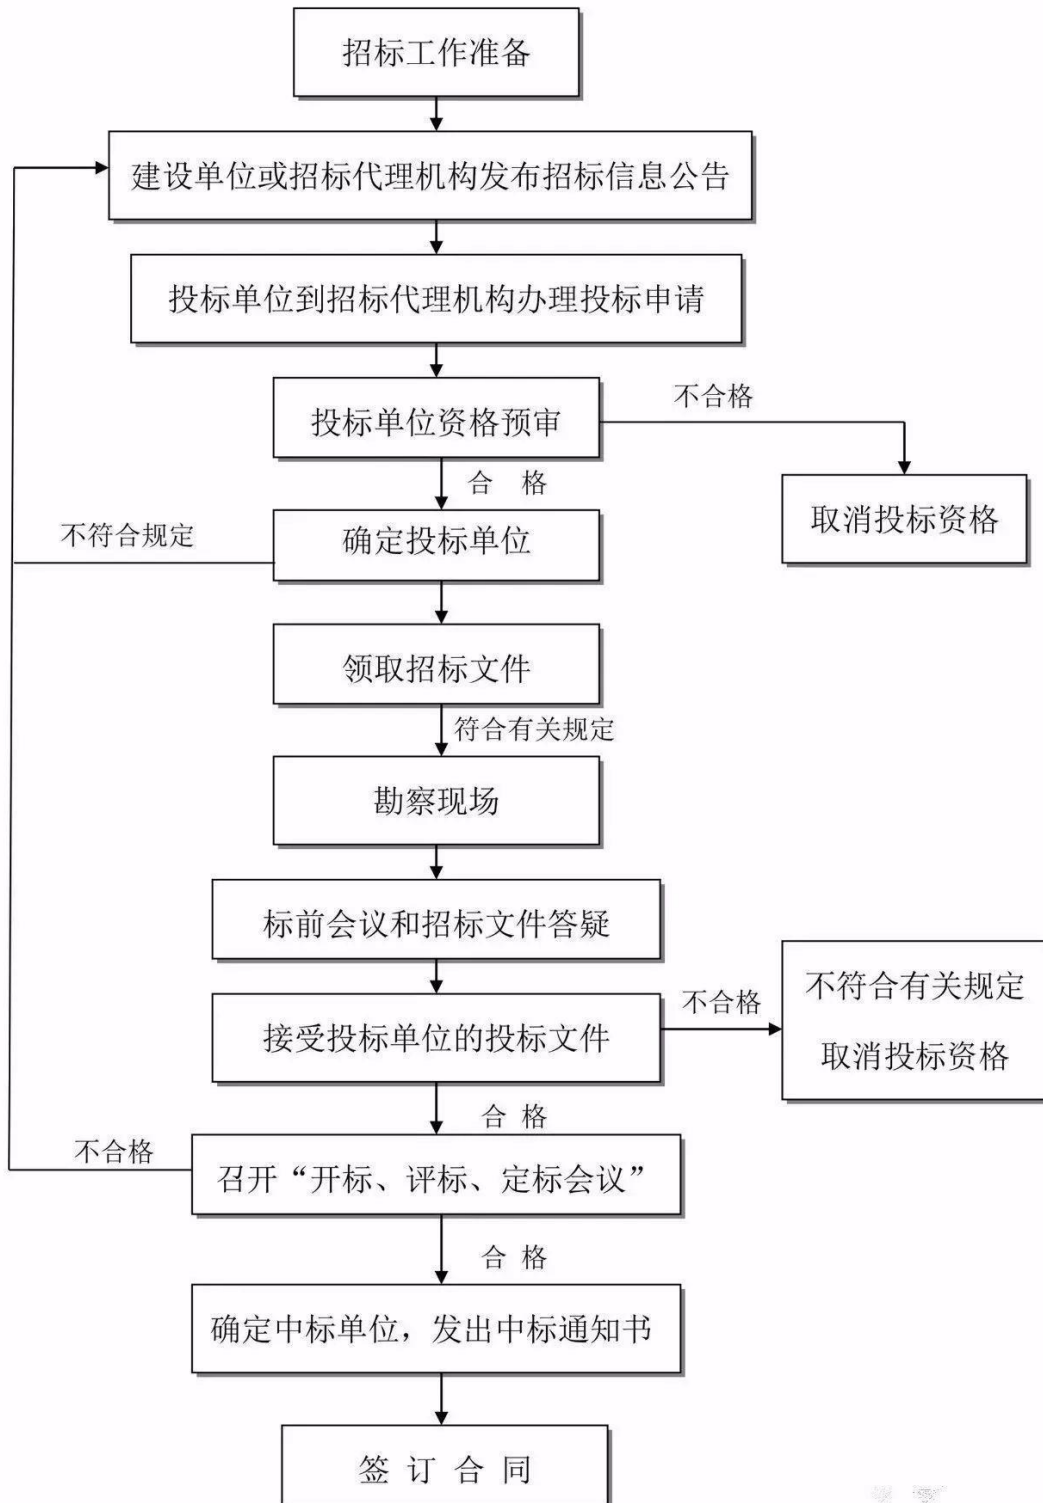 招标工作准备
建设单位或招标代理机构发布招标信息公告
投标单位到招标代理机构办理投标申请
投标单位资格预审
不合格
合 格
取消投标资格
不符合规定
确定投标单位
领取招标文件
符合有关规定
勘察现场
标前会议和招标文件答疑
接受投标单位的投标文件
不合格
不符合有关规定
取消投标资格
合 格
不合格
召开“开标、评标、定标会议”
合 格
确定中标单位，发出中标通知书
签 订 合 同